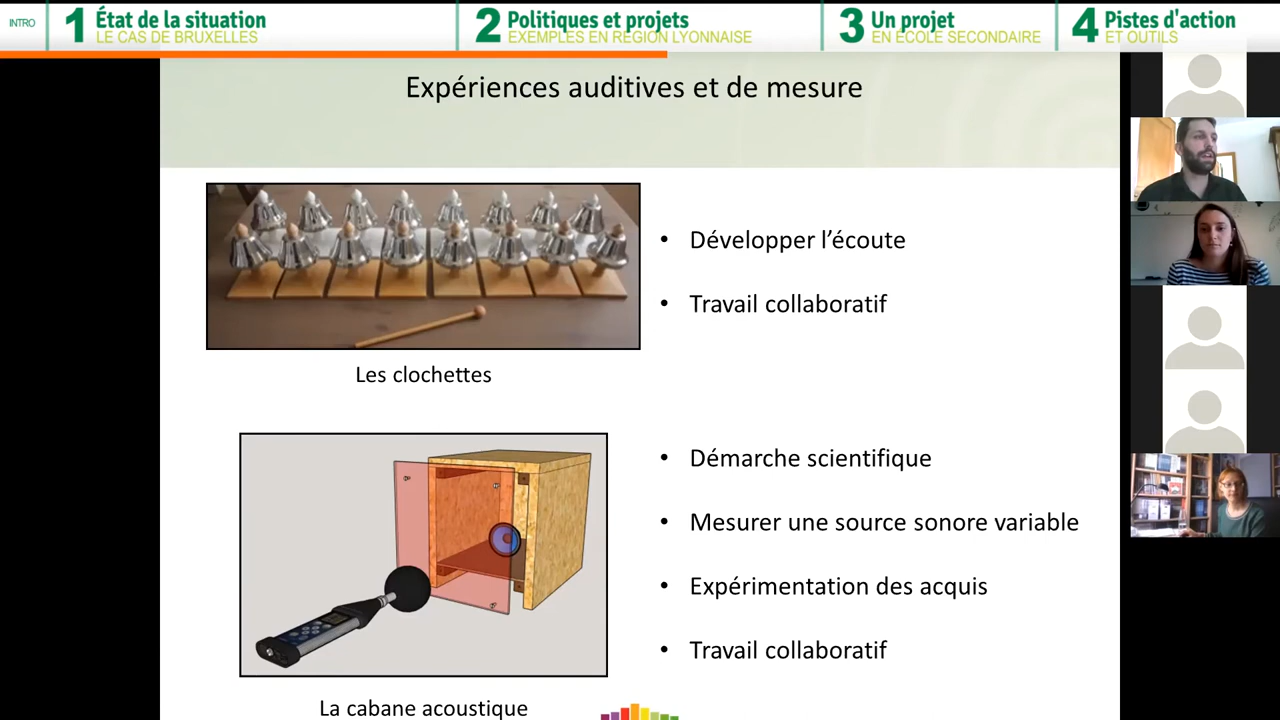 INTRO
1 État de la situation
LE CAS DE BRUXELLES
2 Politiques et projets
EXEMPLES EN RÉGION LYONNAISE
3 Un projet
EN ÉCOLE SECONDAIRE
4 Pistes d'action
ET OUTILS
Expériences auditives et de mesure
• Développer l’écoute
• Travail collaboratif
Les clochettes
• Démarche scientifique
• Mesurer une source sonore variable
• Expérimentation des acquis
• Travail collaboratif
La cabane acoustique